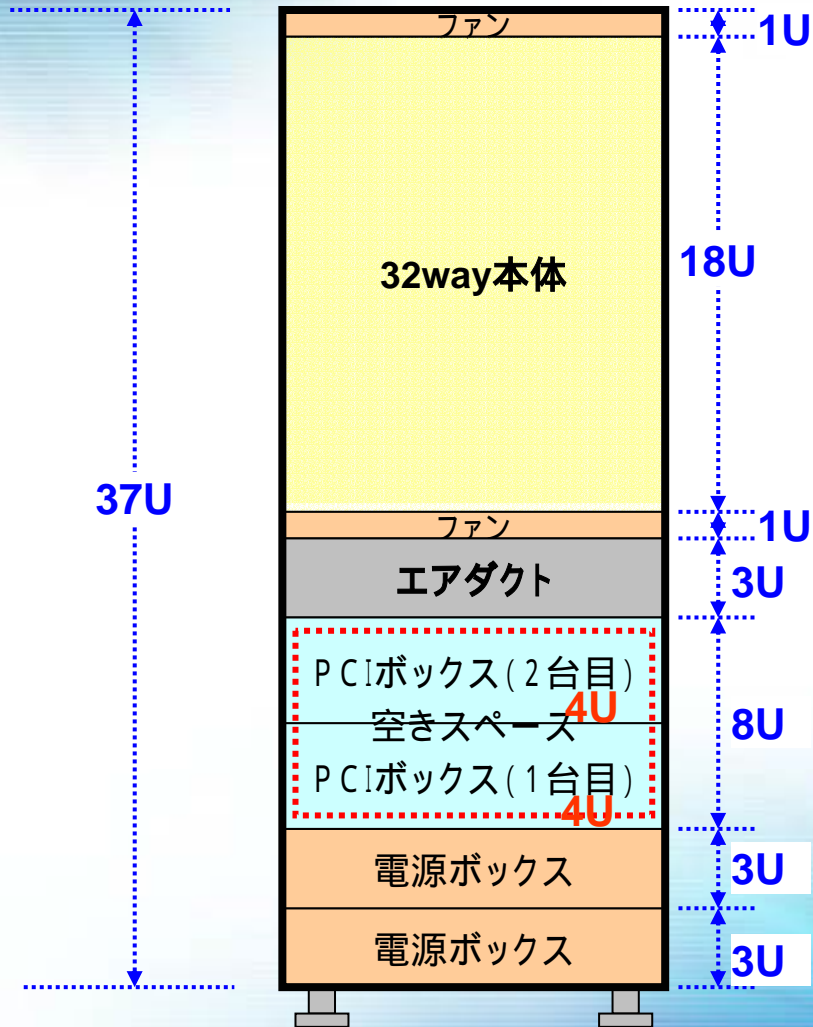 ファン
1U
32way本体
18U
37U
ファン
1U
エアダクト
3U
PCIボックス(2台目)
4U
空きスペース
8U
PCIボックス(1台目)
4U
電源ボックス
3U
電源ボックス
3U